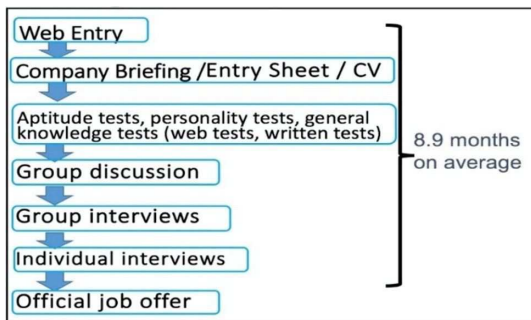 Web Entry
Company Briefing /Entry Sheet / CV
Aptitude tests, personality tests, general
knowledge tests (web tests, written tests)
Group discussion
Group interviews
Individual interviews
Official job offer
8.9 months
on average